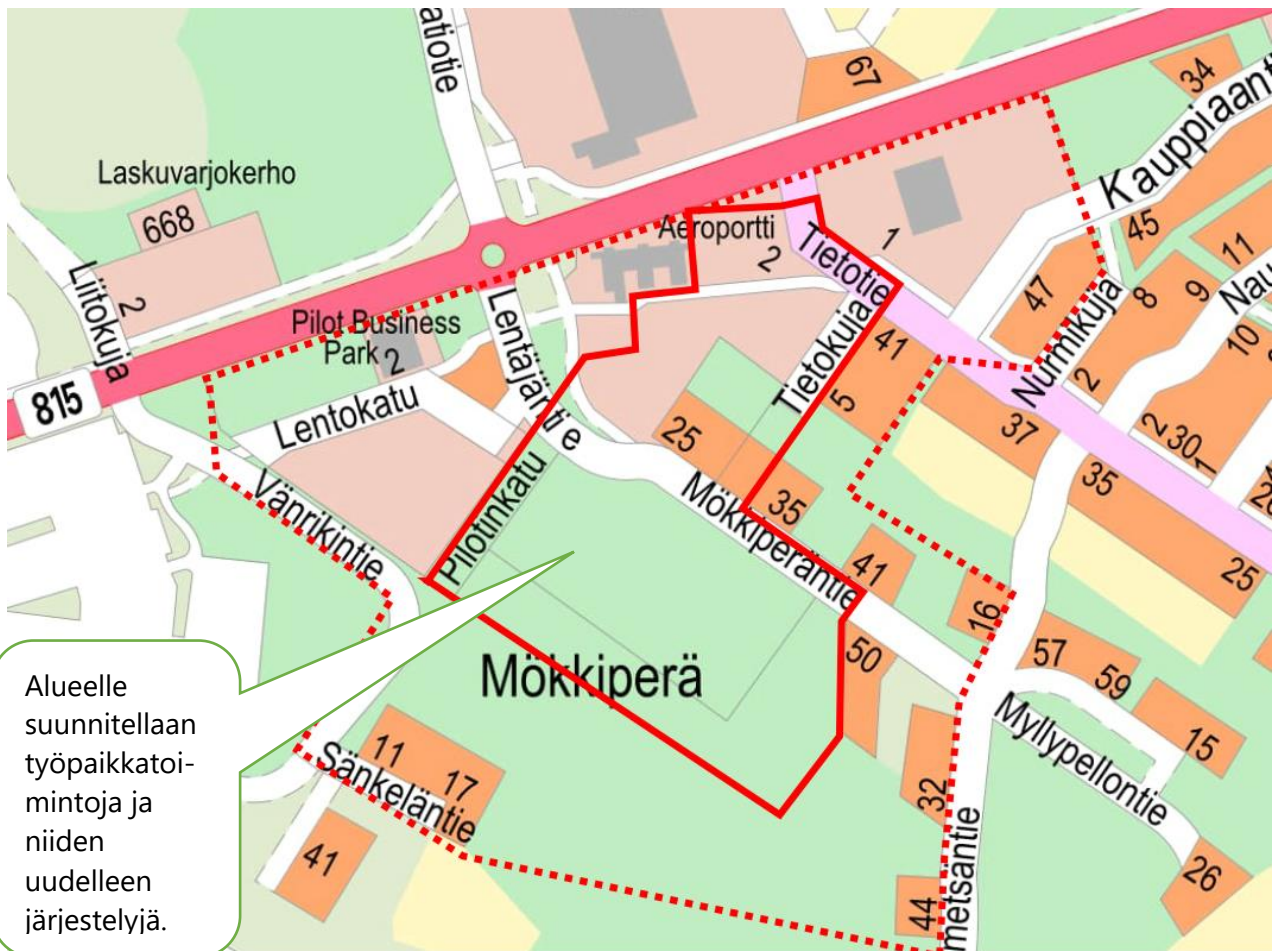 atiotie
67
34
Kauppiaant
Laskuvarjokerho
668
Liitokuja
2
Aeroportti
2
Tietotie
1
45
11
Nau
47
8
9
10
Nurmikuja
2
2
30
1
815
Pilot Business
Park 2
Lentäjäntie
Lentokatu
Tietokuja
41
5
37
35
25
25
Mökkiperäntie
35
41
16
Vänrikintie
Pilotinkatu
Mökkiperä
50
57
59
15
Myllypellontie
26
32
44
metsäntie
11
17
Sänkeläntie
41
Alueelle
suunnitellaan
työpaikkatoi-
mintoja ja
niiden
uudelleen
järjestelyjä.